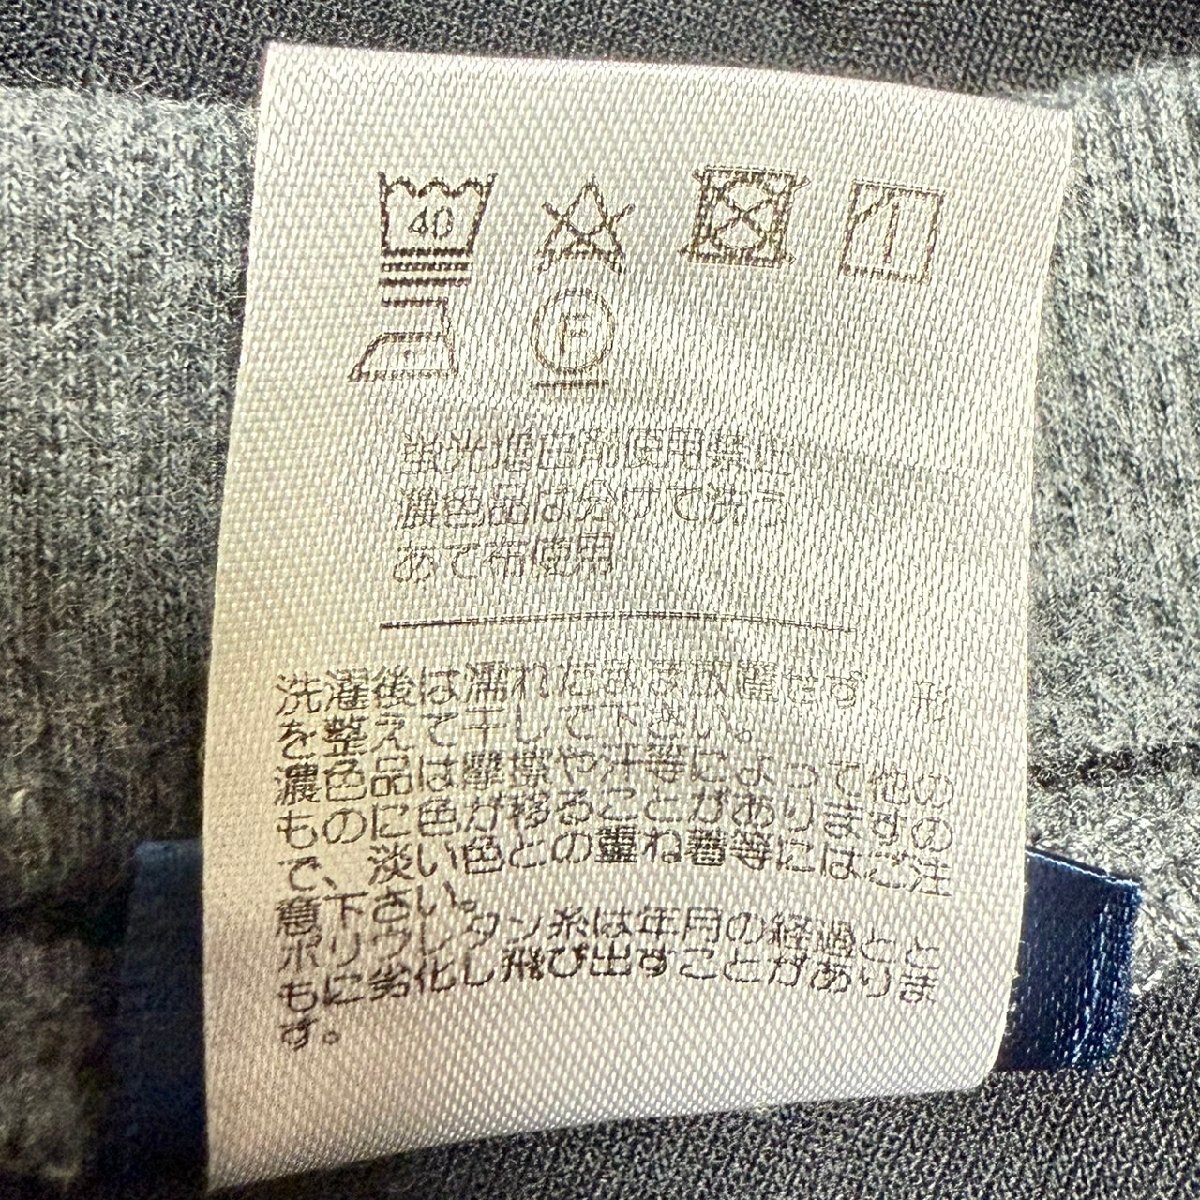 40
F
蛍光増白剤使用禁止
濃色品は分けて洗う
あて布使用
洗濯後は濡れたまま放置せず、形
を整えて干して下さい。
濃色品は摩擦や汗等によって他の
もの に色が移ることがありますの
で、淡い色との重ね着等にはご注
意下さい。
ポリウレタン糸は年月の経過とと
もに劣化し飛び出すことがありま
す。